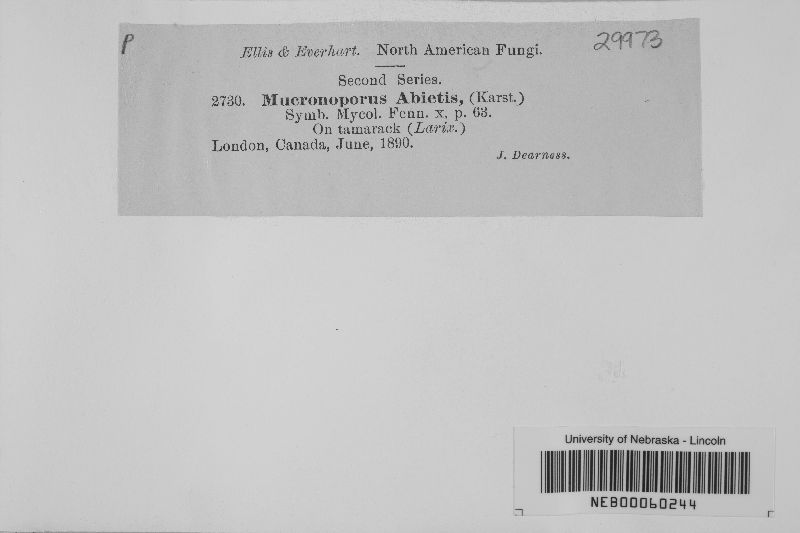 P
Ellis & Everhart. North American Fungi.
29973
Second Series.
2730. Mucronoporus Abietis, (Karst.)
Symb. Mycol. Fenn. x, p. 63.
On tamarack (Larix.)
London, Canada, June, 1890.
J. Dearness.
University of Nebraska - Lincoln
NEB00060244